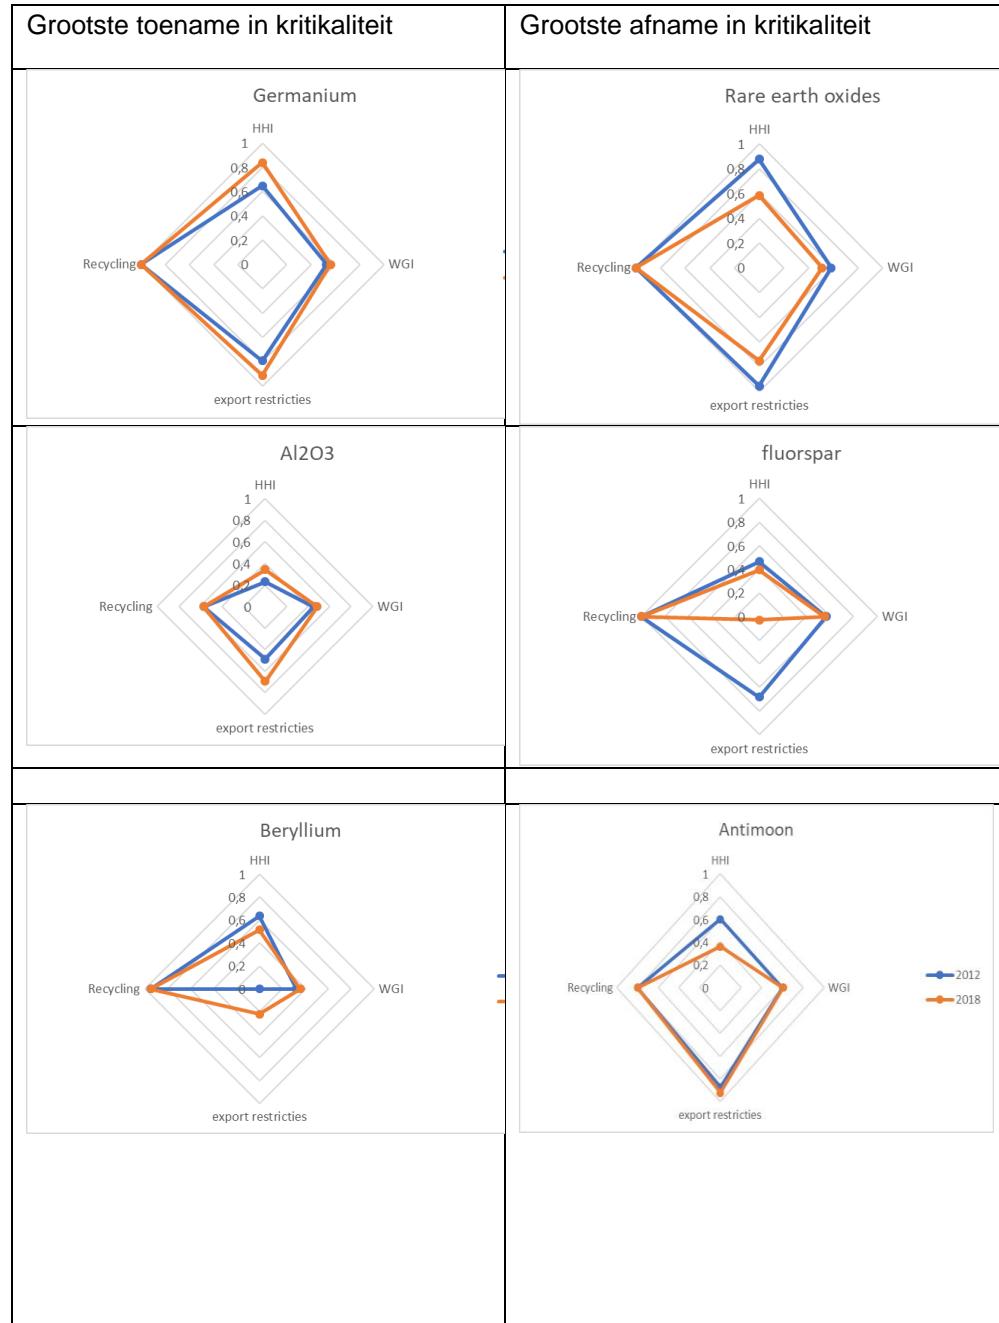 Grootste toename in kritikaliteit
Grootste afname in kritikaliteit
Germanium
HHI
1
0,8
0,6
0,4
0,2
0
Recycling
WGI
export restricties
Rare earth oxides
HHI
1
0,8
0,6
0,4
0,2
0
Recycling
WGI
export restricties
Al2O3
HHI
1
0,8
0,6
0,4
0,2
0
Recycling
WGI
export restricties
fluorspar
HHI
1
0,8
0,6
0,4
0,2
0
Recycling
WGI
export restricties
Beryllium
HHI
1
0,8
0,6
0,4
0,2
0
Recycling
WGI
export restricties
Antimoon
HHI
1
0,8
0,6
0,4
0,2
0
Recycling
WGI
export restricties
2012
2018